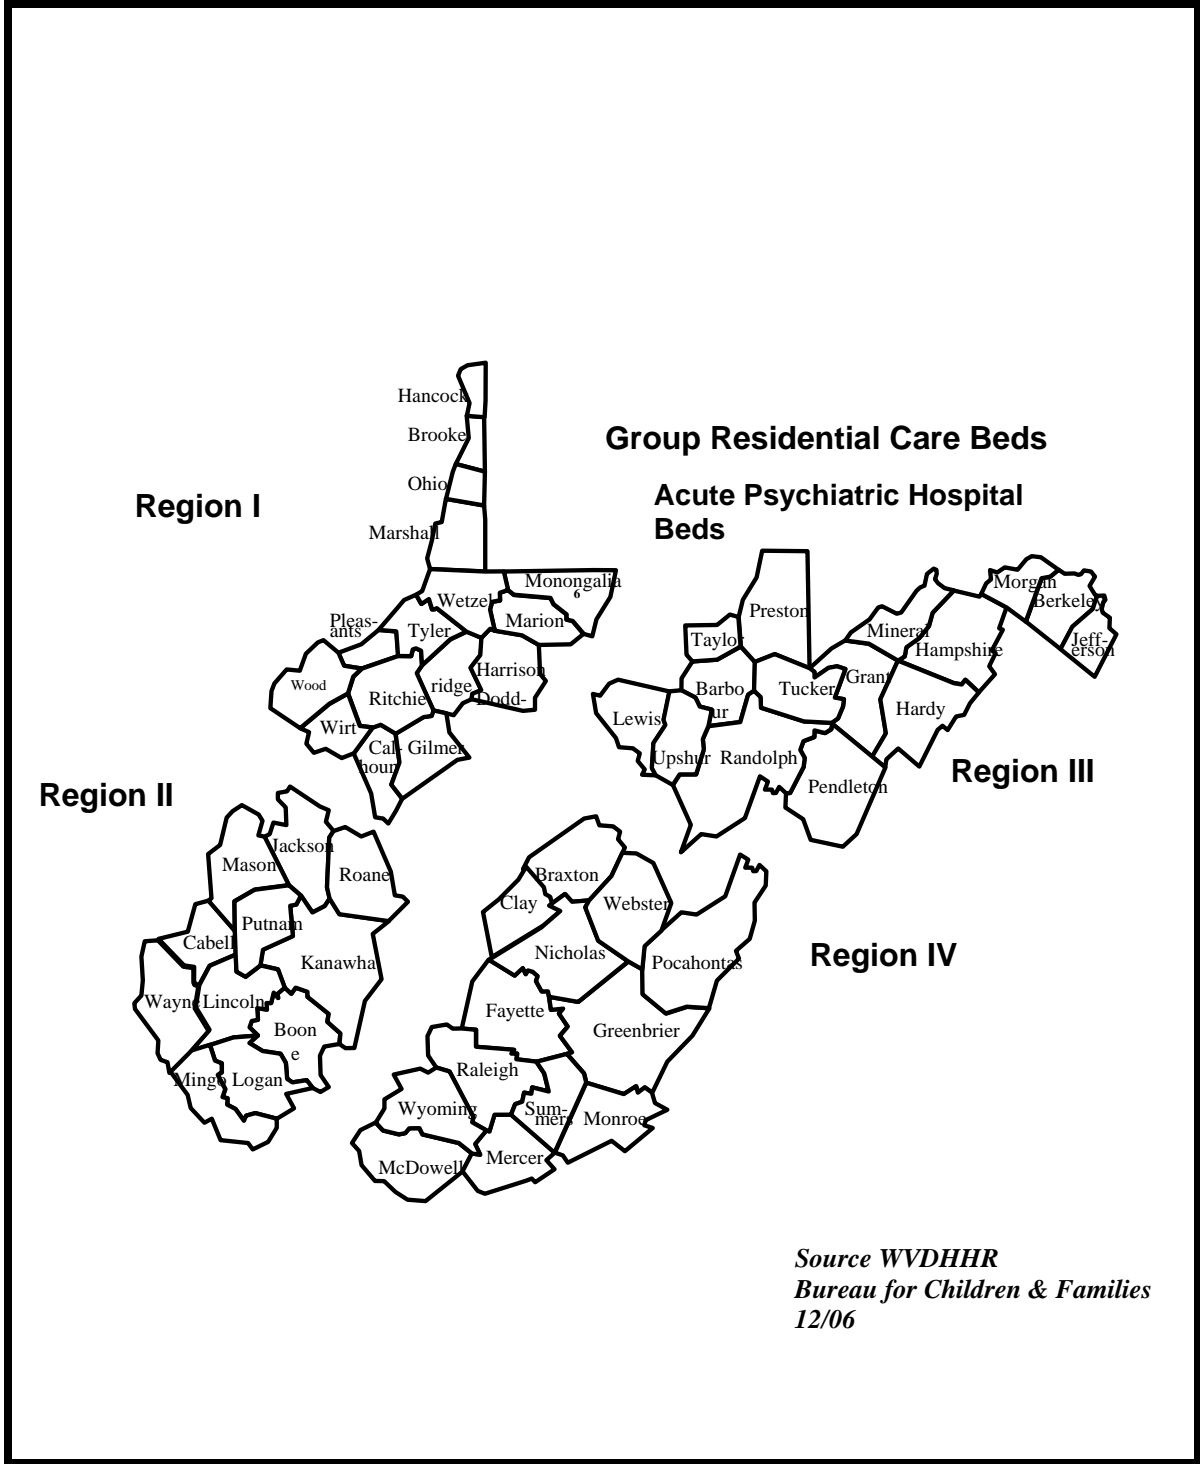 Hancock
Brooke
Group Residential Care Beds
Ohio
Acute Psychiatric Hospital
Beds
Region I
Marshall
Monongalia
6
Wetzel
Marion
Pleas-
ants
Tyler
Harrison
Dodd-
ridge
Wood
Ritchie
Wirt
Cal-
houn
Gilmer
Preston
Taylor
Morgan
Berkeley
Jeff-
erson
Mineral
Hampshire
Grant
Tucker
Barbo
ur
Hardy
Lewis
Upshur
Randolph
Pendleton
Region III
Region II
Jackson
Mason
Roane
Putnam
Cabell
Kanawha
Wayne
Lincoln
Boon
e
Mingo
Logan
Braxton
Clay
Webster
Nicholas
Pocahontas
Region IV
Fayette
Greenbrier
Raleigh
Wyoming
Sum-
mers
Monroe
McDowell
Mercer
Source WVDHHR
Bureau for Children & Families
12/06